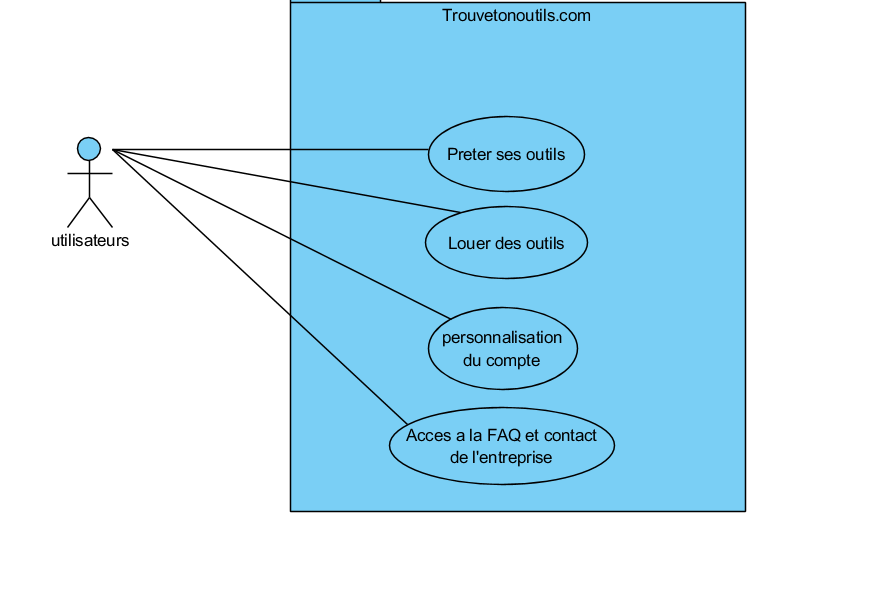 Trouvetonoutils.com
Preter ses outils
utilisateurs
Louer des outils
personnalisation
du compte
Acces a la FAQ et contact
de l'entreprise